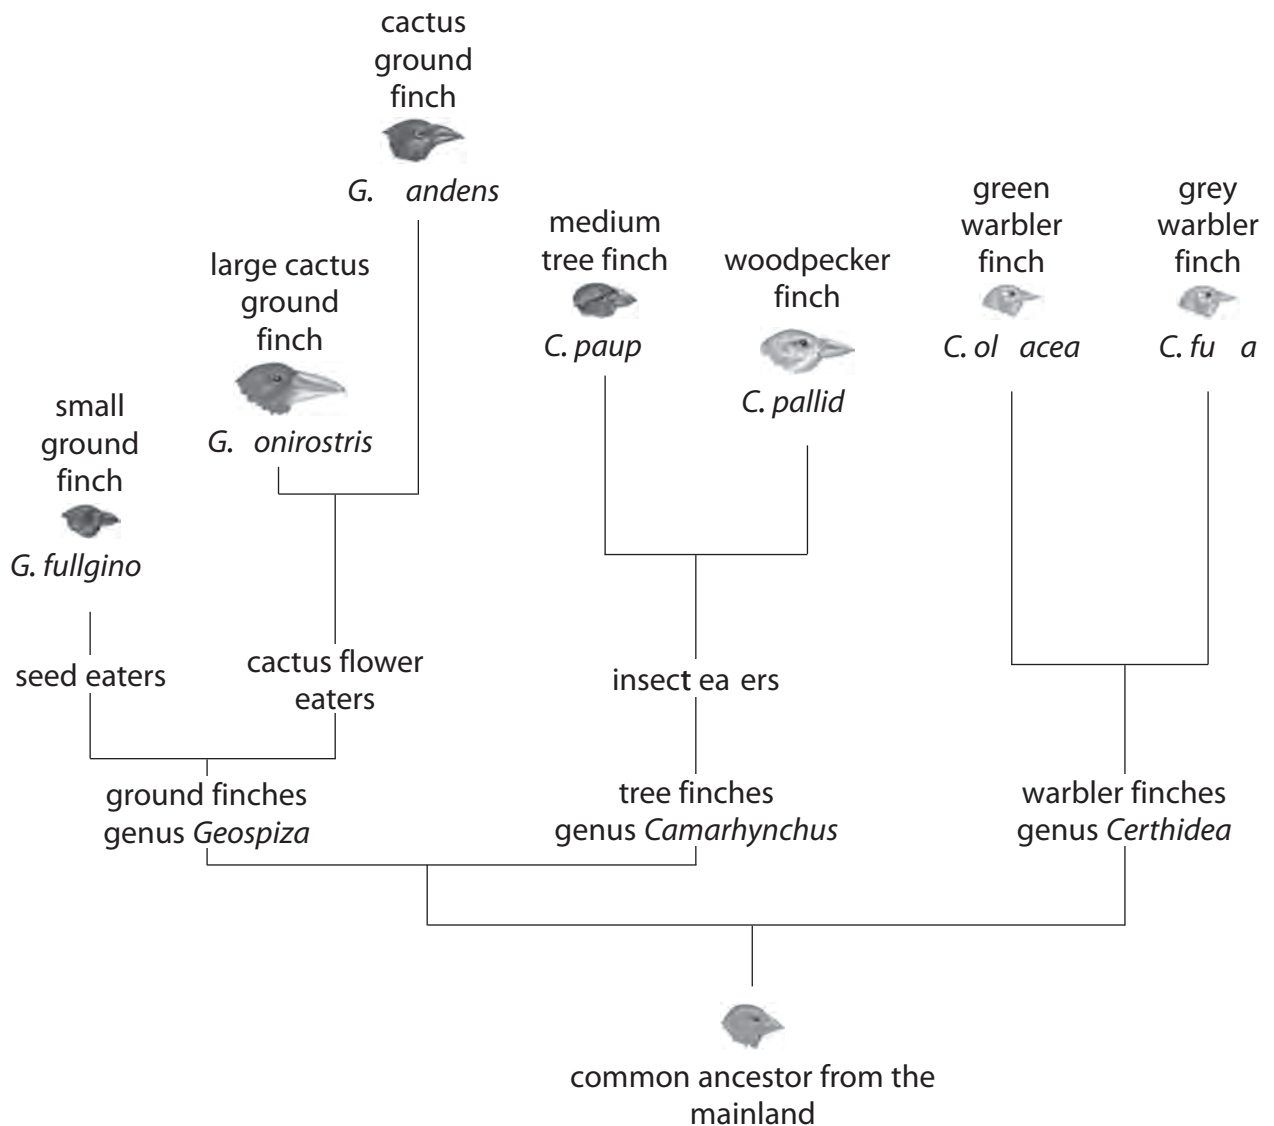 cactus
ground
finch
G. andens
large cactus
ground
finch
G. onirostris
small
ground
finch
G. fullgino
medium
tree finch
C. paup
woodpecker
finch
C. pallid
green
warbler
finch
C. ol acea
grey
warbler
finch
C. fu a
seed eaters
cactus flower
eaters
insect ea ers
ground finches
genus Geospiza
tree finches
genus Camarhynchus
warbler finches
genus Certhidea
common ancestor from the
mainland